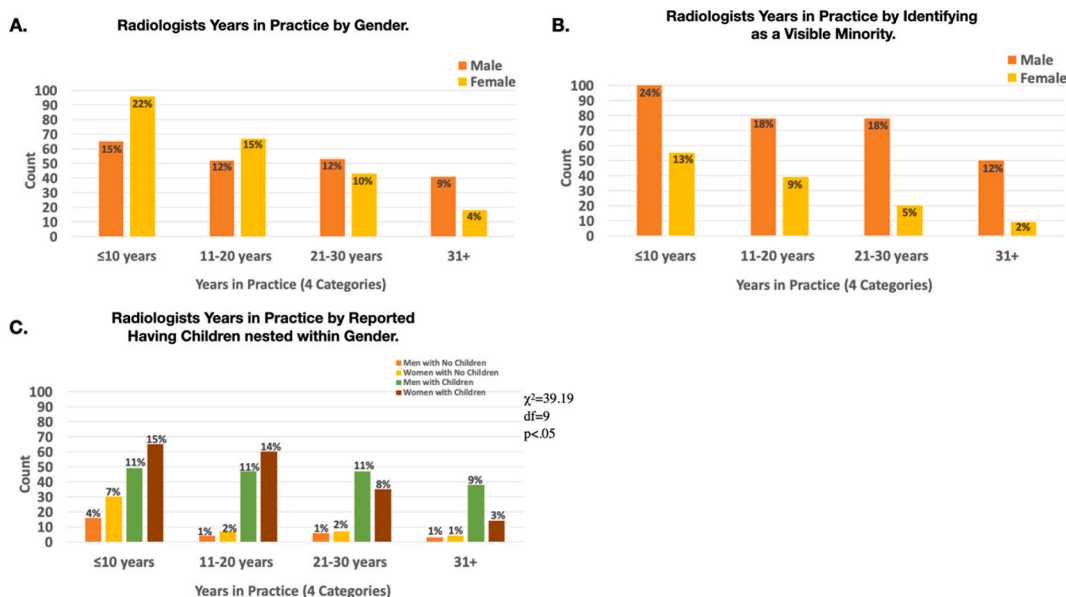 A.
Radiologists Years in Practice by Gender.
Male
Female
100
90
80
70
60
50
40
30
20
10
0
Count
15%
22%
12%
15%
12%
10%
9%
4%
≤10 years
11-20 years
21-30 years
31+
Years in Practice (4 Categories)
B.
Radiologists Years in Practice by Identifying
as a Visible Minority.
Male
Female
100
90
80
70
60
50
40
30
20
10
0
Count
24%
13%
18%
9%
18%
5%
12%
2%
≤10 years
11-20 years
21-30 years
31+
Years in Practice (4 Categories)
C.
Radiologists Years in Practice by Reported
Having Children nested within Gender.
Men with No Children
Women with No Children
Men with Children
Women with Children
χ²=39.19
df=9
p<.05
100
90
80
70
60
50
40
30
20
10
0
Count
4%
7%
11%
15%
1%
2%
11%
14%
1%
2%
11%
8%
1%
1%
9%
3%
≤10 years
11-20 years
21-30 years
31+
Years in Practice (4 Categories)